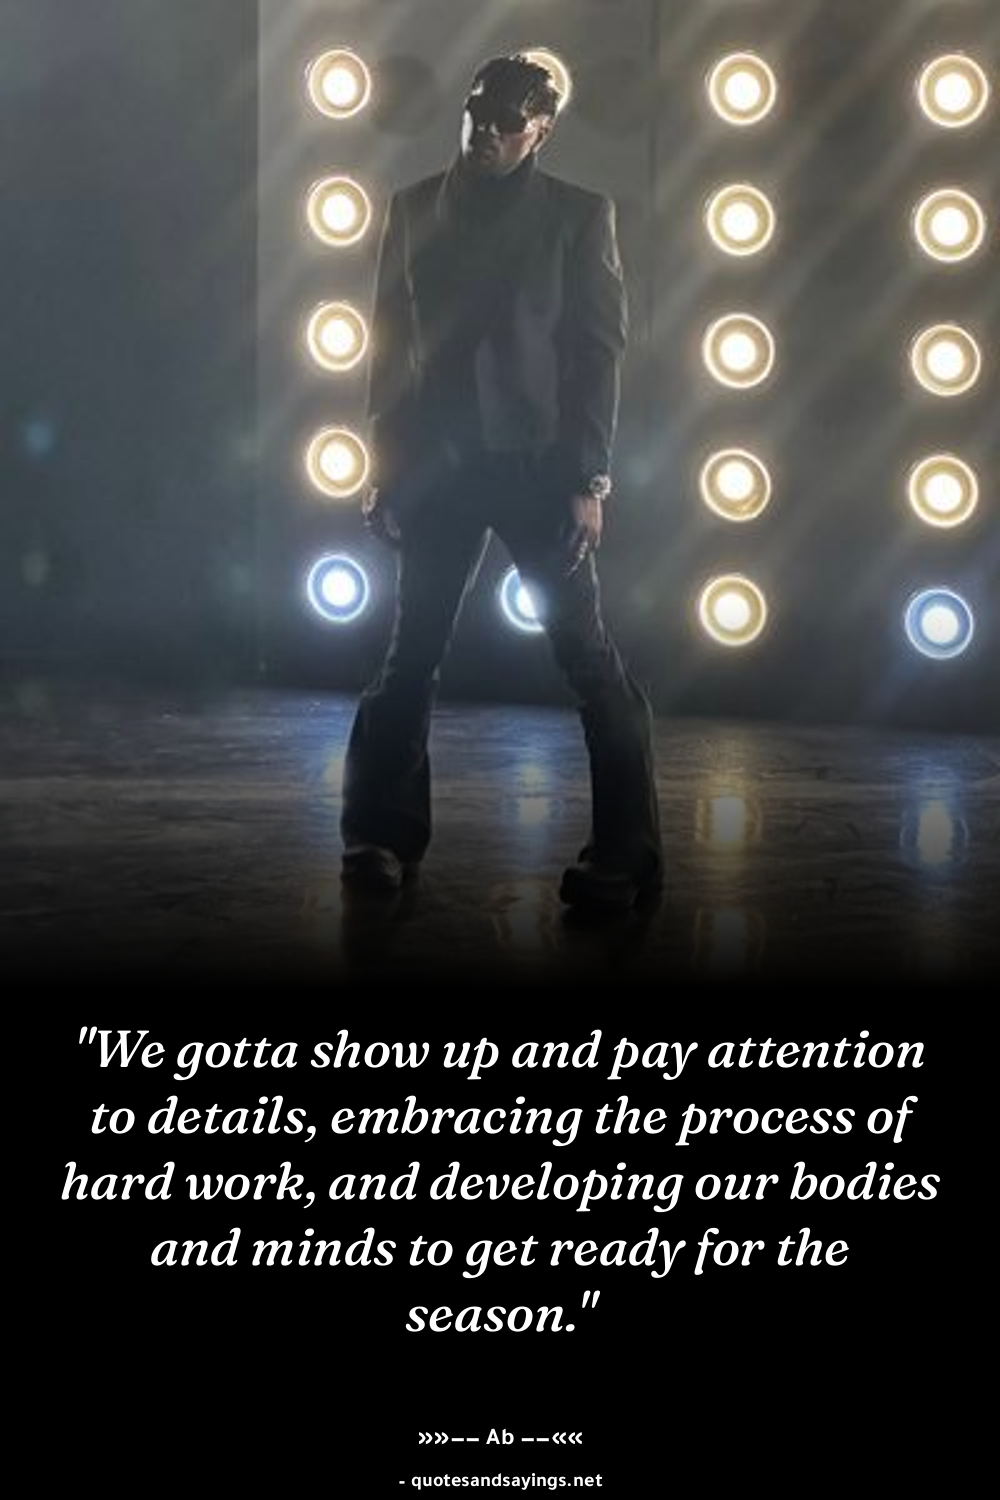 "We gotta show up and pay attention
to details, embracing the process of
hard work, and developing our bodies
and minds to get ready for the
season."
»»–– Ab ––««
- quotesandsayings.net